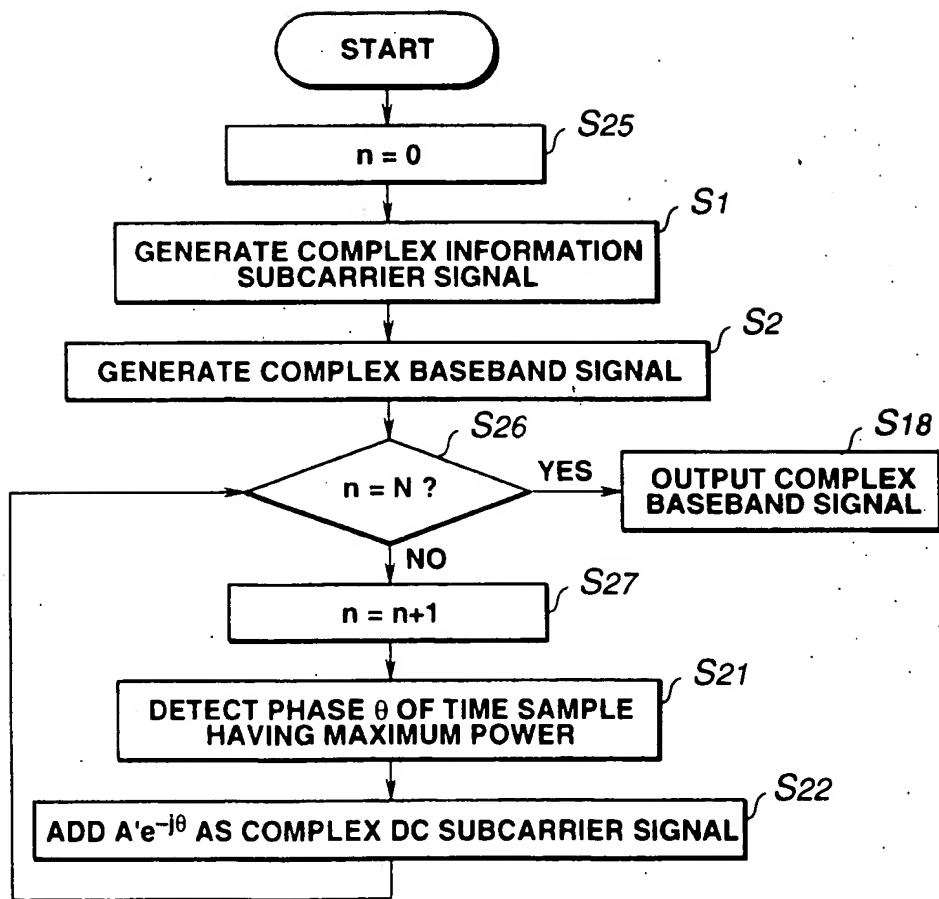 START
S25
n = 0
S1
GENERATE COMPLEX INFORMATION
SUBCARRIER SIGNAL
S2
GENERATE COMPLEX BASEBAND SIGNAL
S26
n = N ?
YES
S18
OUTPUT COMPLEX
BASEBAND SIGNAL
NO
S27
n = n+1
S21
DETECT PHASE θ OF TIME SAMPLE
HAVING MAXIMUM POWER
S22
ADD A'e⁻ʲᶿ AS COMPLEX DC SUBCARRIER SIGNAL